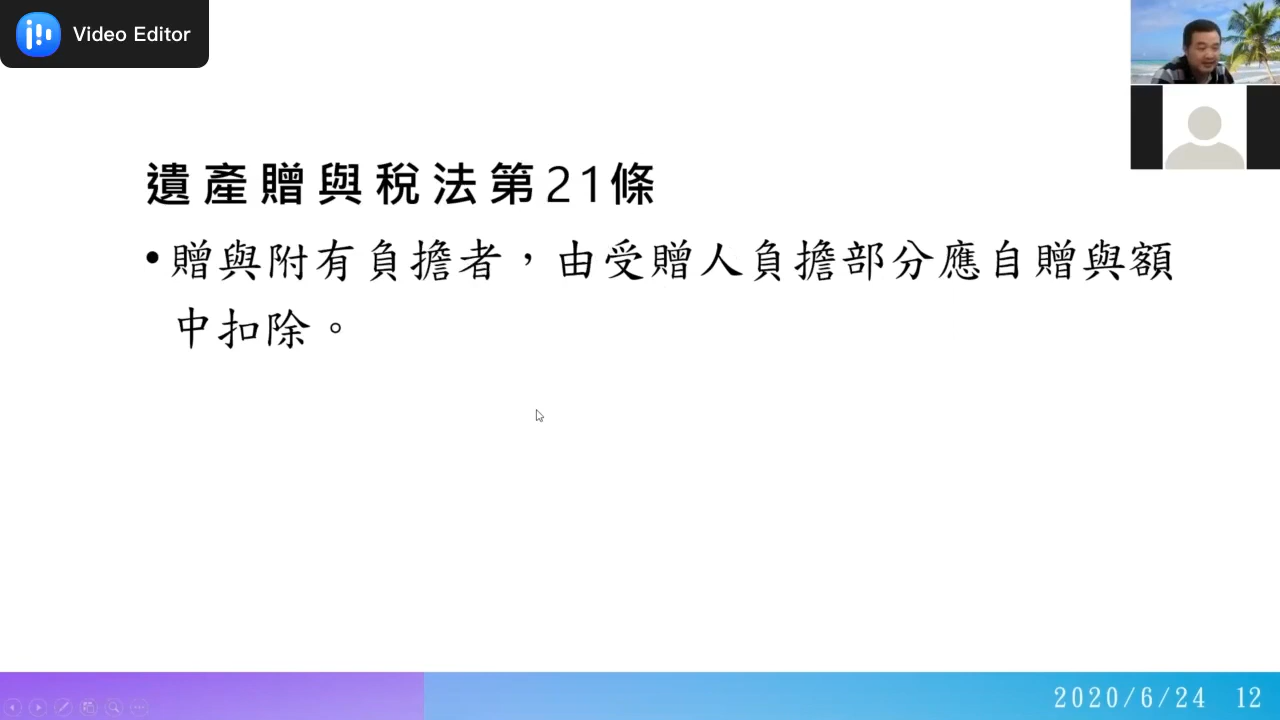 Video Editor
遺產贈與稅法第21條
•贈與附有負擔者，由受贈人負擔部分應自贈與額
中扣除。
2020/6/24 12